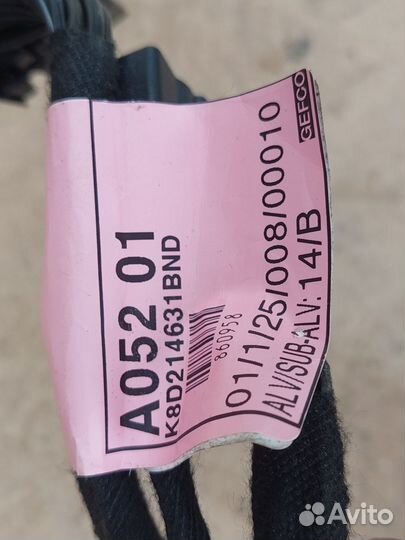 A052 01
K8D214631BND
860958
01/1/25/008/00010
ALV/SUB-ALV: 14/B
GEFCO
Avito